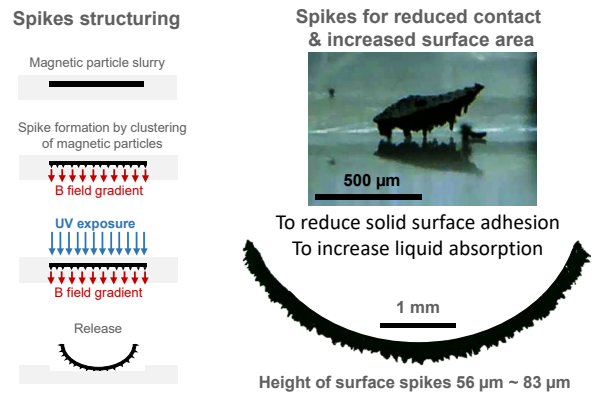 Spikes structuring
Magnetic particle slurry
Spike formation by clustering
of magnetic particles
B field gradient
UV exposure
B field gradient
Release
Spikes for reduced contact
& increased surface area
500 µm
To reduce solid surface adhesion
To increase liquid absorption
1 mm
Height of surface spikes 56 µm ~ 83 µm